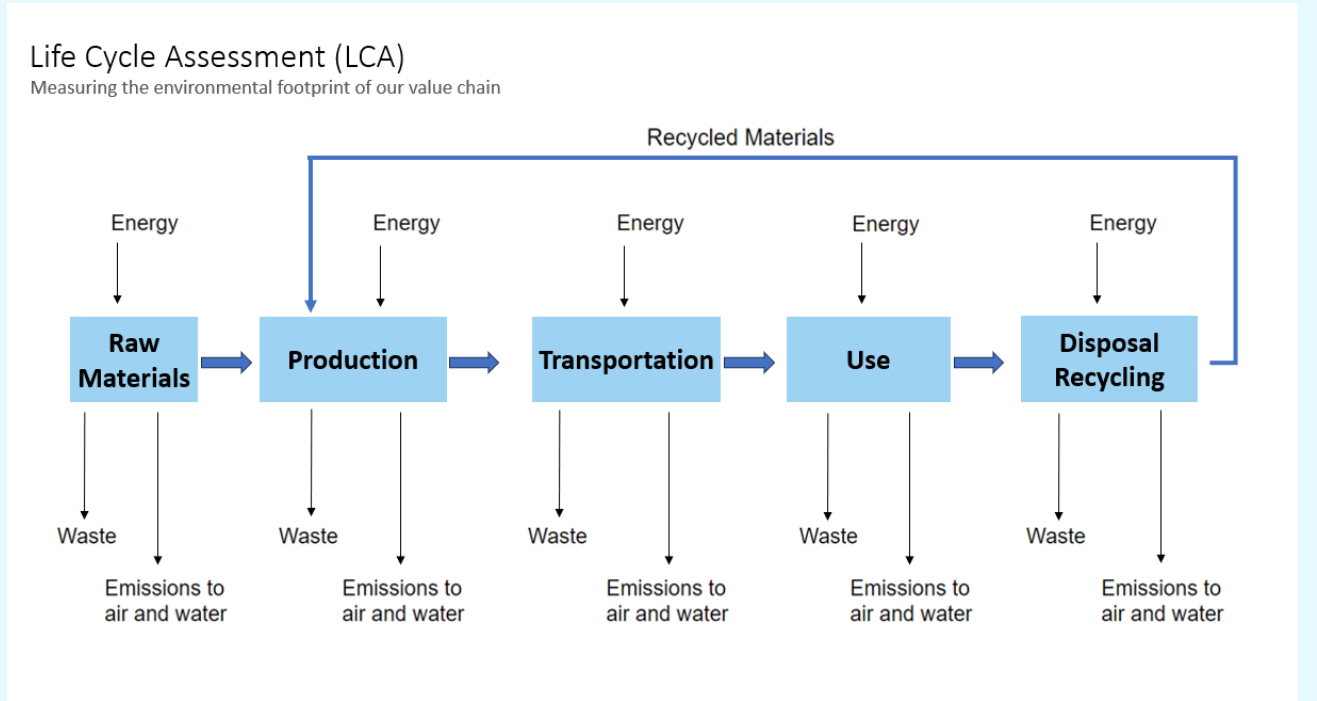 Life Cycle Assessment (LCA)
Measuring the environmental footprint of our value chain
Recycled Materials
Energy
Energy
Energy
Energy
Energy
Raw
Materials
Production
Transportation
Use
Disposal
Recycling
Waste
Waste
Waste
Waste
Waste
Emissions to
air and water
Emissions to
air and water
Emissions to
air and water
Emissions to
air and water
Emissions to
air and water